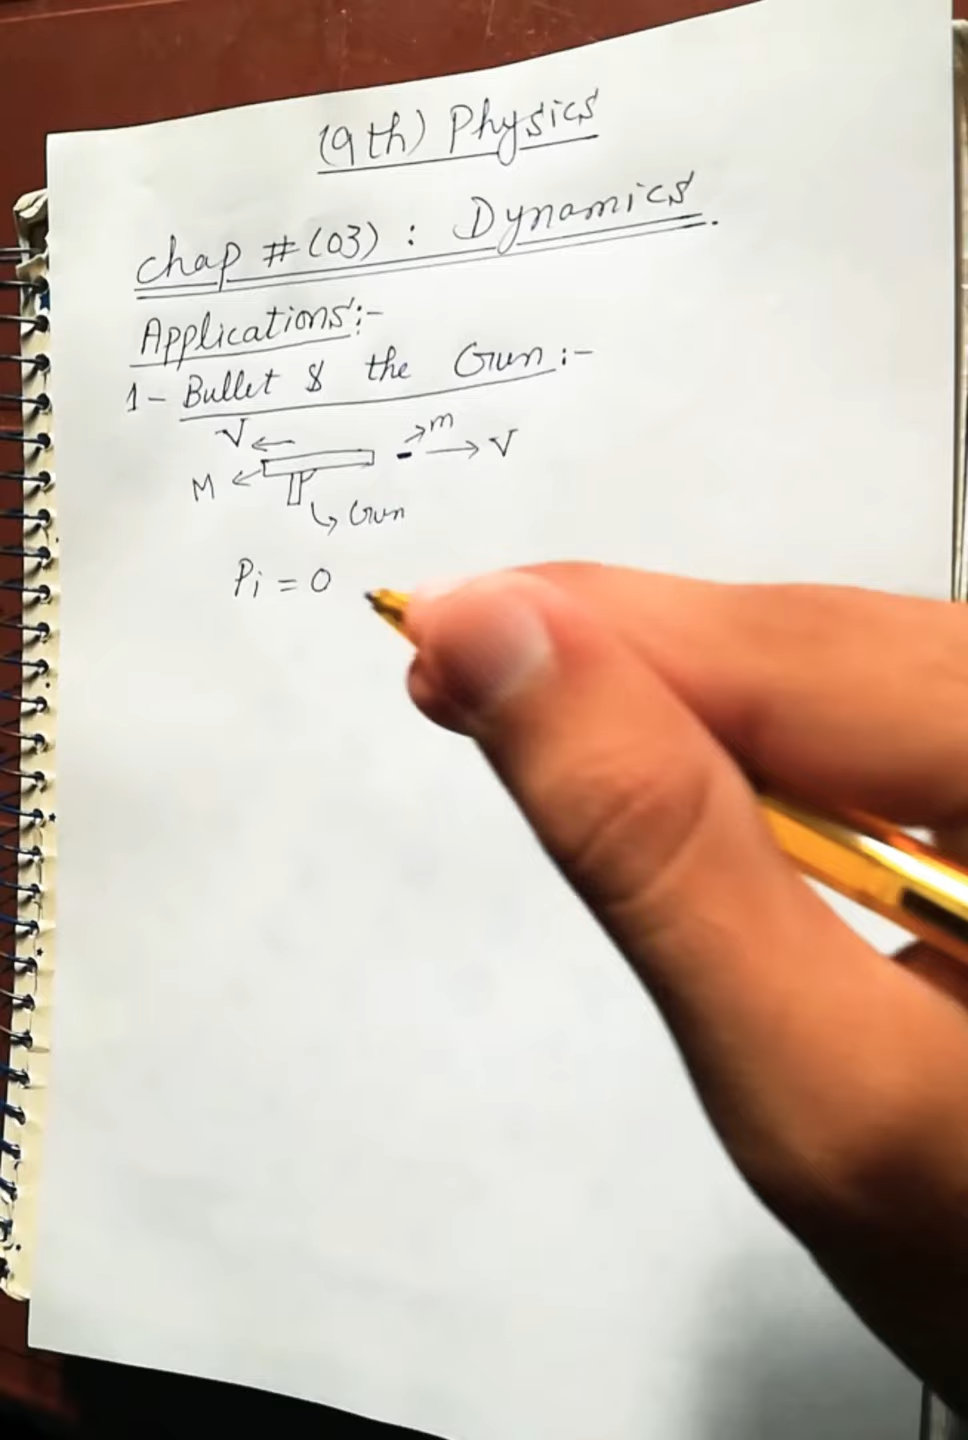 (9th) Physics
Chap # (03) : Dynamics.
Applications:-
1- Bullet & the Gun:-
V m V
M
Gun
Pi = 0